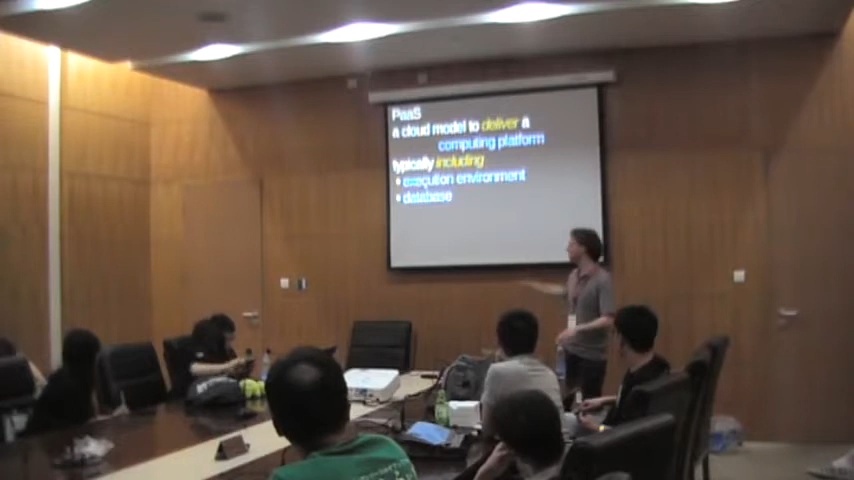 PaaS
a cloud model to deliver a
computing platform
typically including
• execution environment
• database